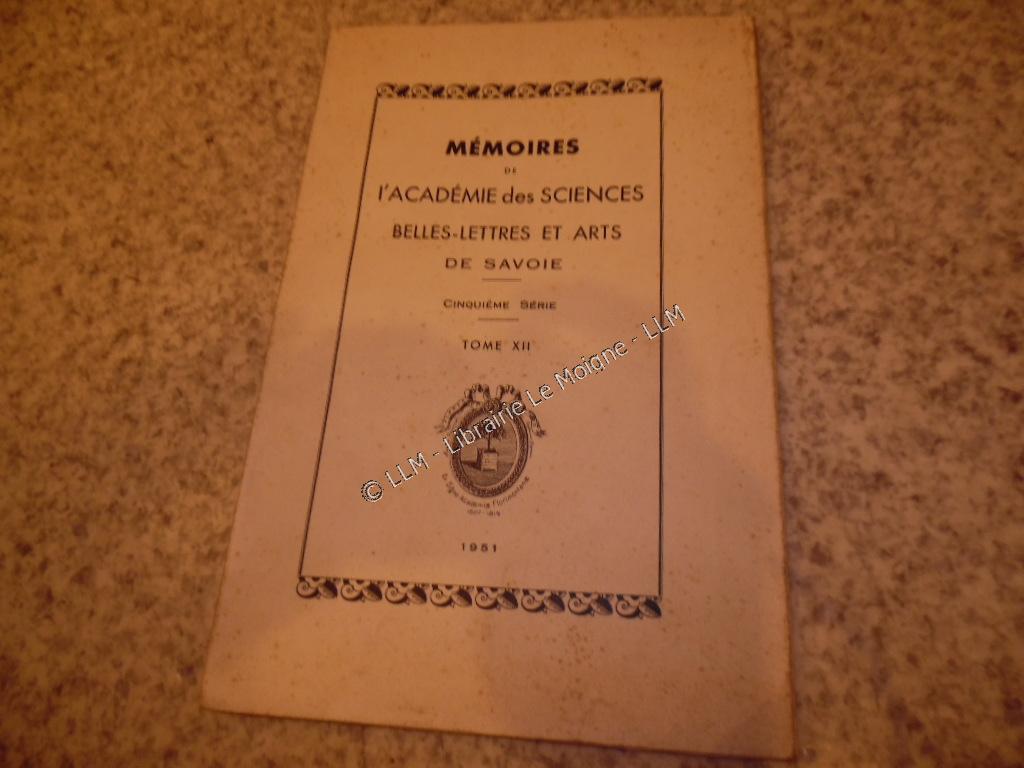 MÉMOIRES
DE
l'ACADÉMIE des SCIENCES
BELLES-LETTRES ET ARTS
DE SAVOIE
CINQUIÈME SÉRIE
TOME XII
1951
© LLM - Librairie Le Moigne - LLM